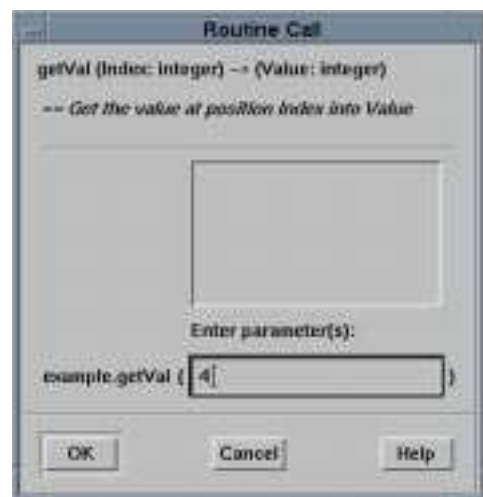 Routine Call
getVal (Index: integer) --> (Value: integer)
== Get the value at position Index into Value
Enter parameter(s):
example.getVal ( 4 )
OK Cancel Help